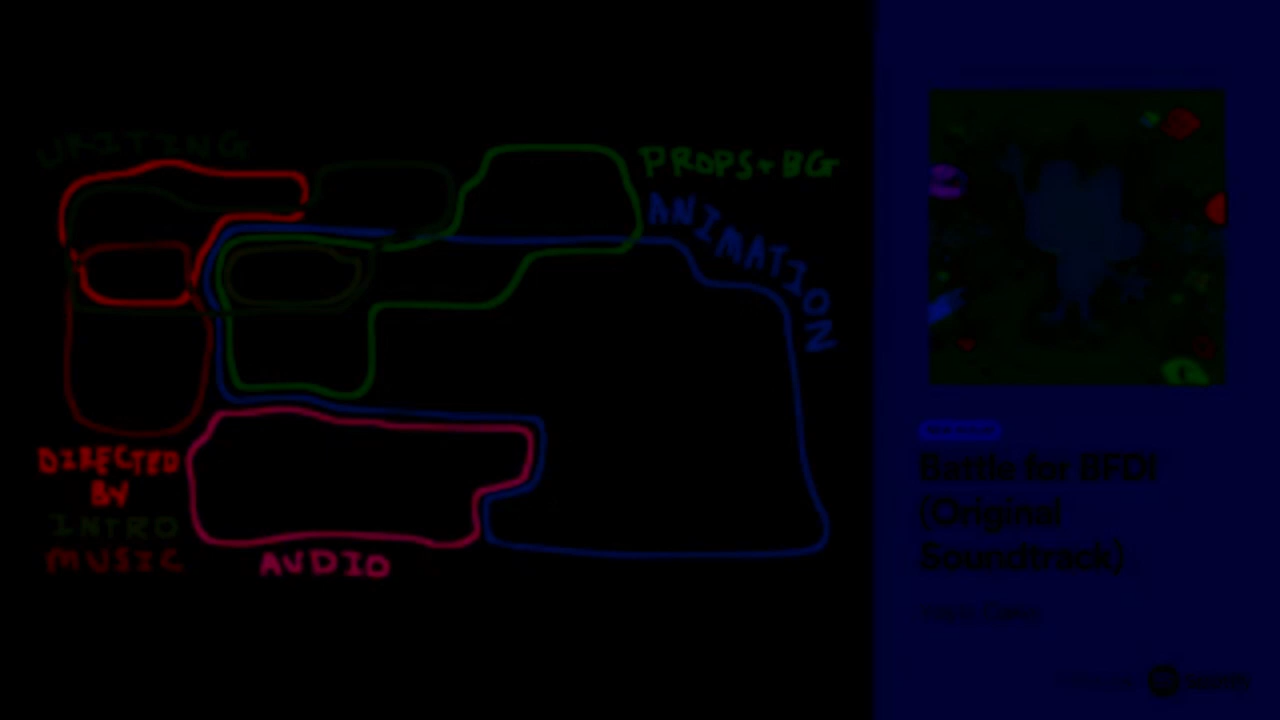 WRITING
PROPS+BG
ANIMATION
DIRECTED
BY
INTRO
MUSIC
AUDIO
Battle for BFDI
(Original
Soundtrack)